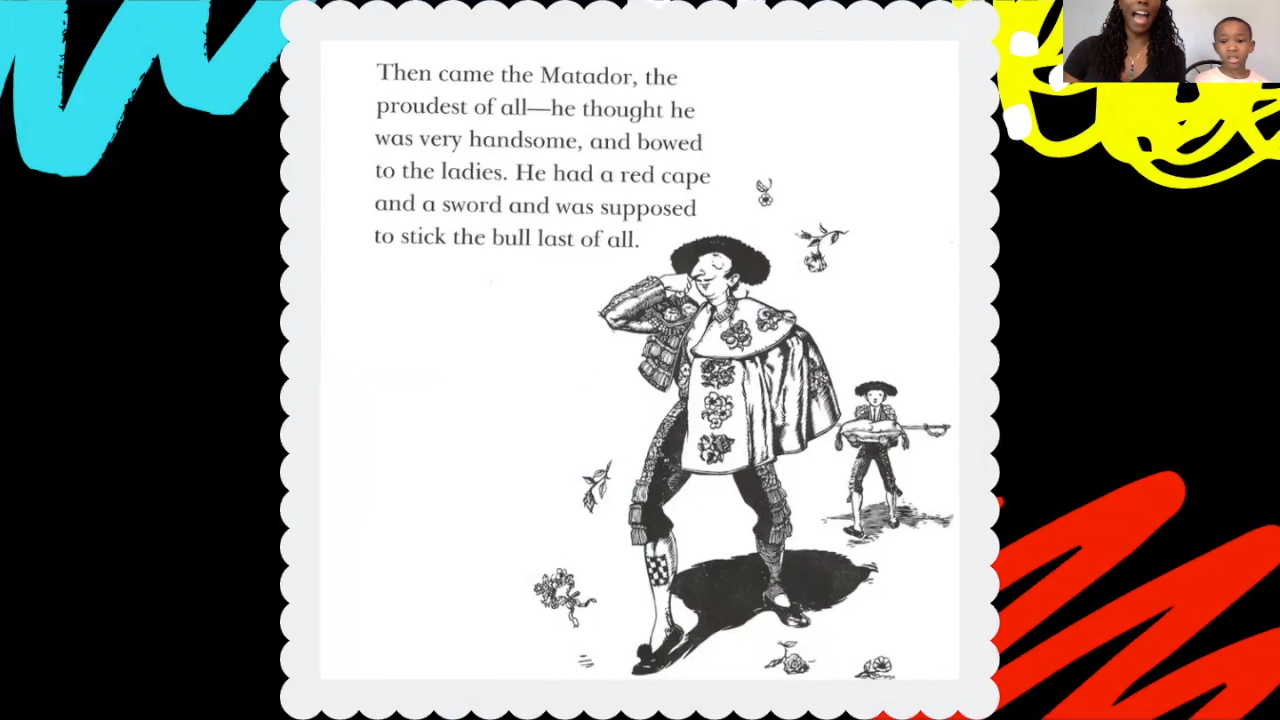 Then came the Matador, the
proudest of all—he thought he
was very handsome, and bowed
to the ladies. He had a red cape
and a sword and was supposed
to stick the bull last of all.